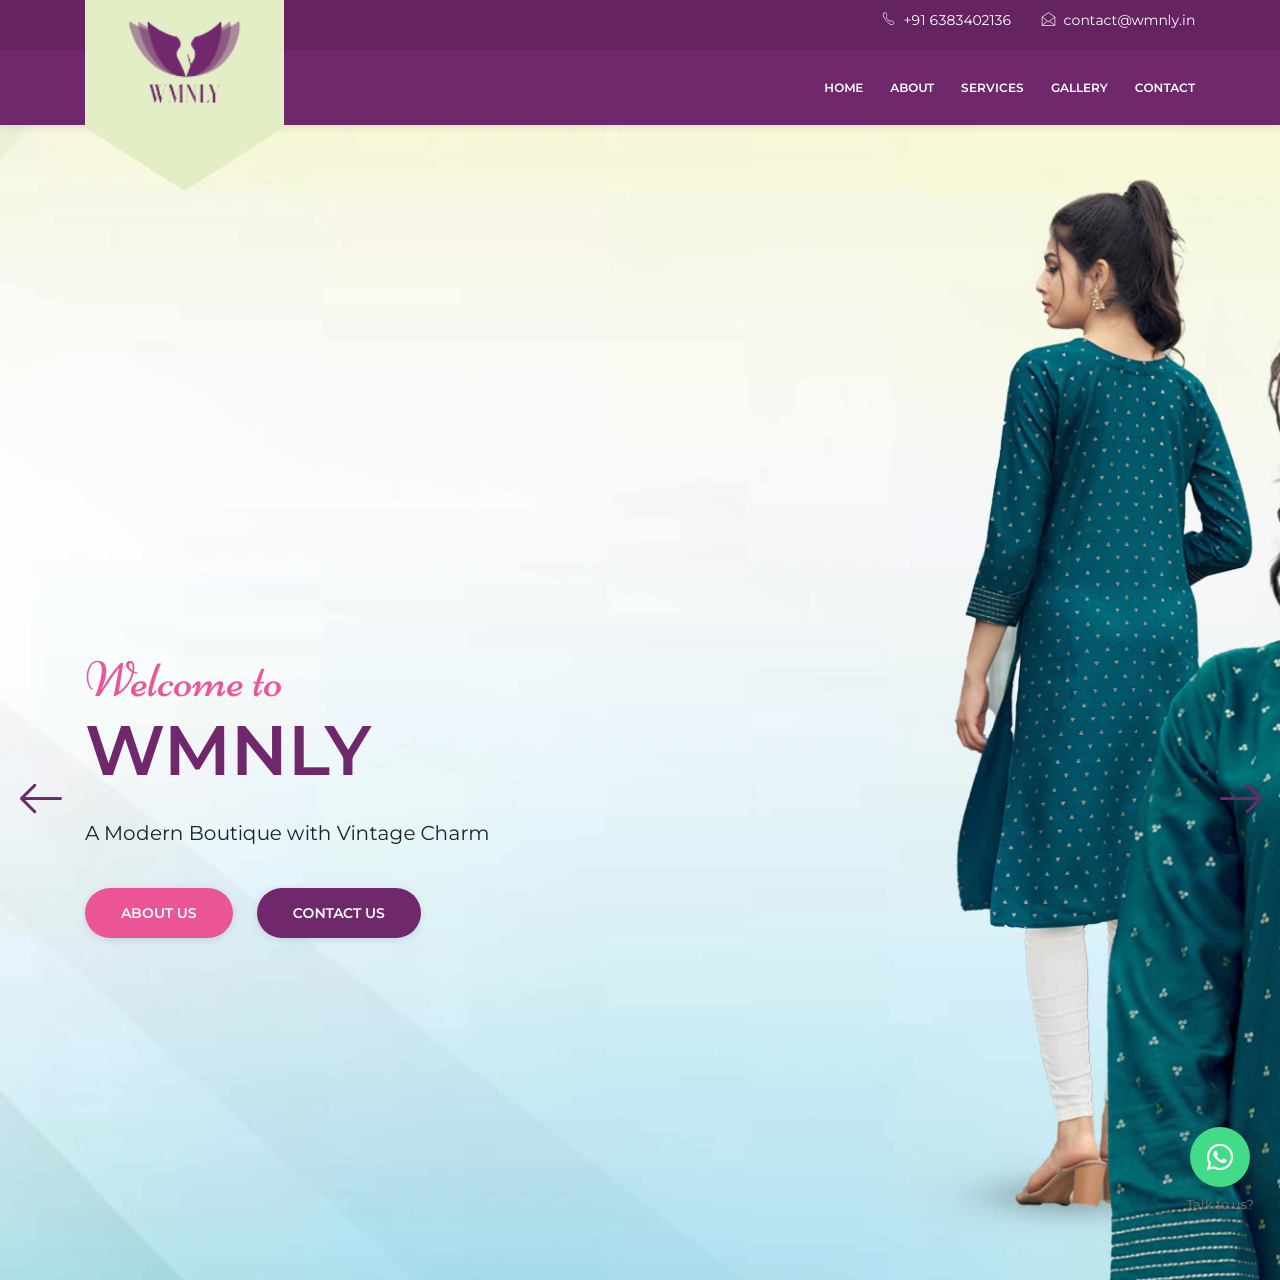 +91 6383402136 contact@wmnly.in
WMNLY
HOME ABOUT SERVICES GALLERY CONTACT
Welcome to
WMNLY
A Modern Boutique with Vintage Charm
ABOUT US CONTACT US
Talk to us?